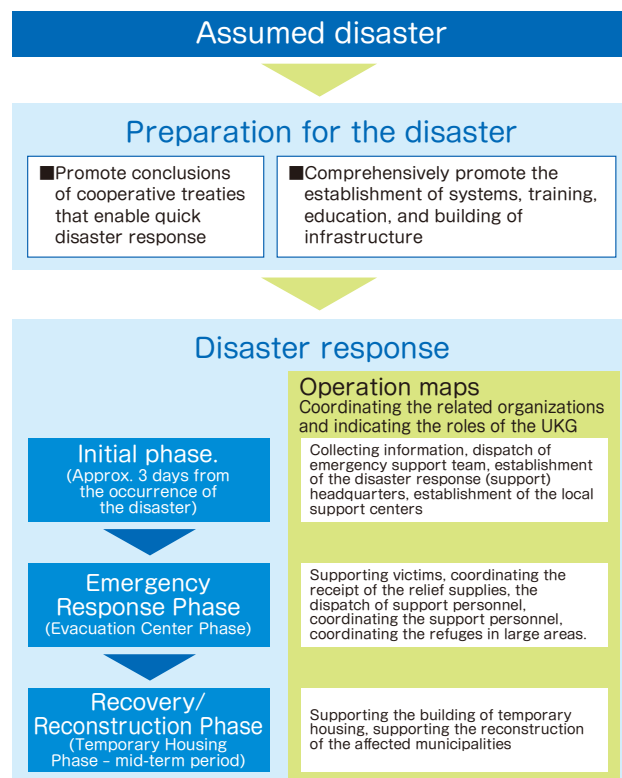 Assumed disaster
Preparation for the disaster
■Promote conclusions
of cooperative treaties
that enable quick
disaster response
■Comprehensively promote the
establishment of systems, training,
education, and building of
infrastructure
Disaster response
Operation maps
Coordinating the related organizations
and indicating the roles of the UKG
Initial phase.
(Approx. 3 days from
the occurrence of
the disaster)
Collecting information, dispatch of
emergency support team, establishment
of the disaster response (support)
headquarters, establishment of the local
support centers
Emergency
Response Phase
(Evacuation Center Phase)
Supporting victims, coordinating the
receipt of the relief supplies, the
dispatch of support personnel,
coordinating the support personnel,
coordinating the refuges in large areas.
Recovery/
Reconstruction Phase
(Temporary Housing
Phase – mid-term period)
Supporting the building of temporary
housing, supporting the reconstruction
of the affected municipalities